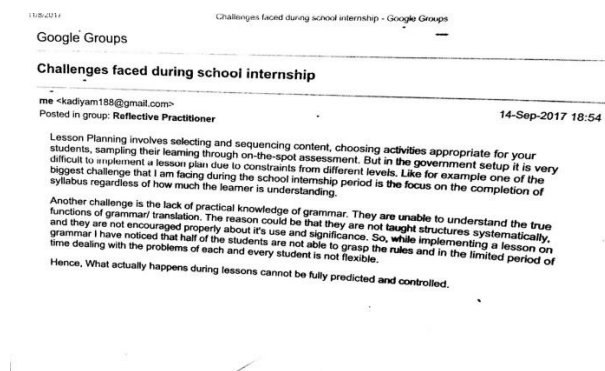 11/8/2017 Challenges faced during school internship - Google Groups
Google Groups
Challenges faced during school internship
me <kadiyam188@gmail.com> 14-Sep-2017 18:54
Posted in group: Reflective Practitioner
Lesson Planning involves selecting and sequencing content, choosing activities appropriate for your
students, sampling their learning through on-the-spot assessment. But in the government setup it is very
difficult to implement a lesson plan due to constraints from different levels. Like for example one of the
biggest challenge that I am facing during the school internship period is the focus on the completion of
syllabus regardless of how much the learner is understanding.
Another challenge is the lack of practical knowledge of grammar. They are unable to understand the true
functions of grammar/ translation. The reason could be that they are not taught structures systematically,
and they are not encouraged properly about it's use and significance. So, while implementing a lesson on
grammar I have noticed that half of the students are not able to grasp the rules and in the limited period of
time dealing with the problems of each and every student is not flexible.
Hence, What actually happens during lessons cannot be fully predicted and controlled.